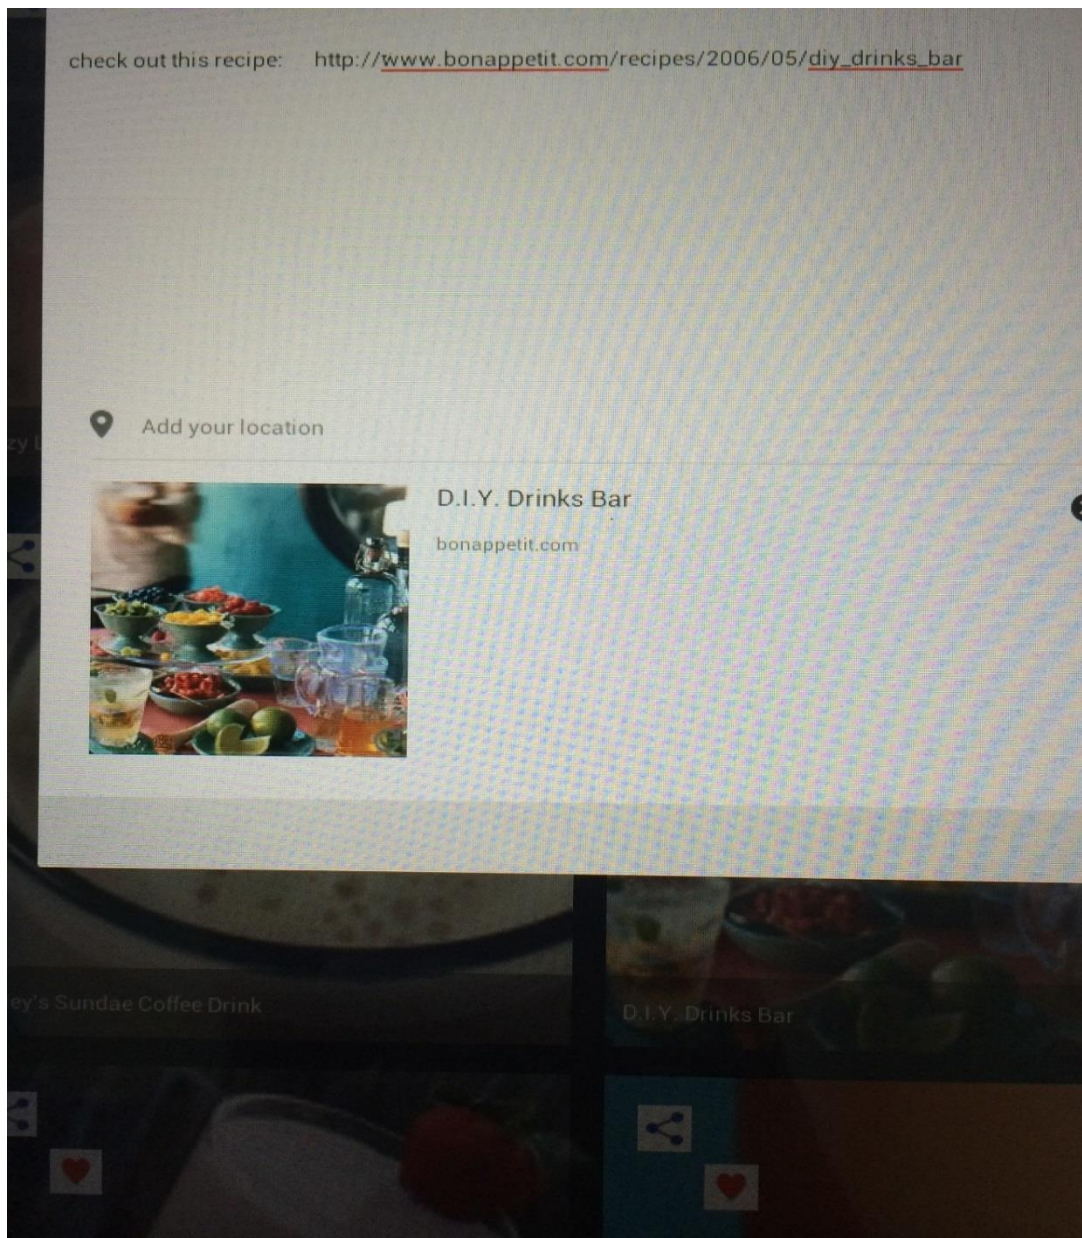 check out this recipe: http://www.bonappetit.com/recipes/2006/05/diy_drinks_bar
Add your location
D.I.Y. Drinks Bar
bonappetit.com
ey's Sundae Coffee Drink
D.I.Y. Drinks Bar